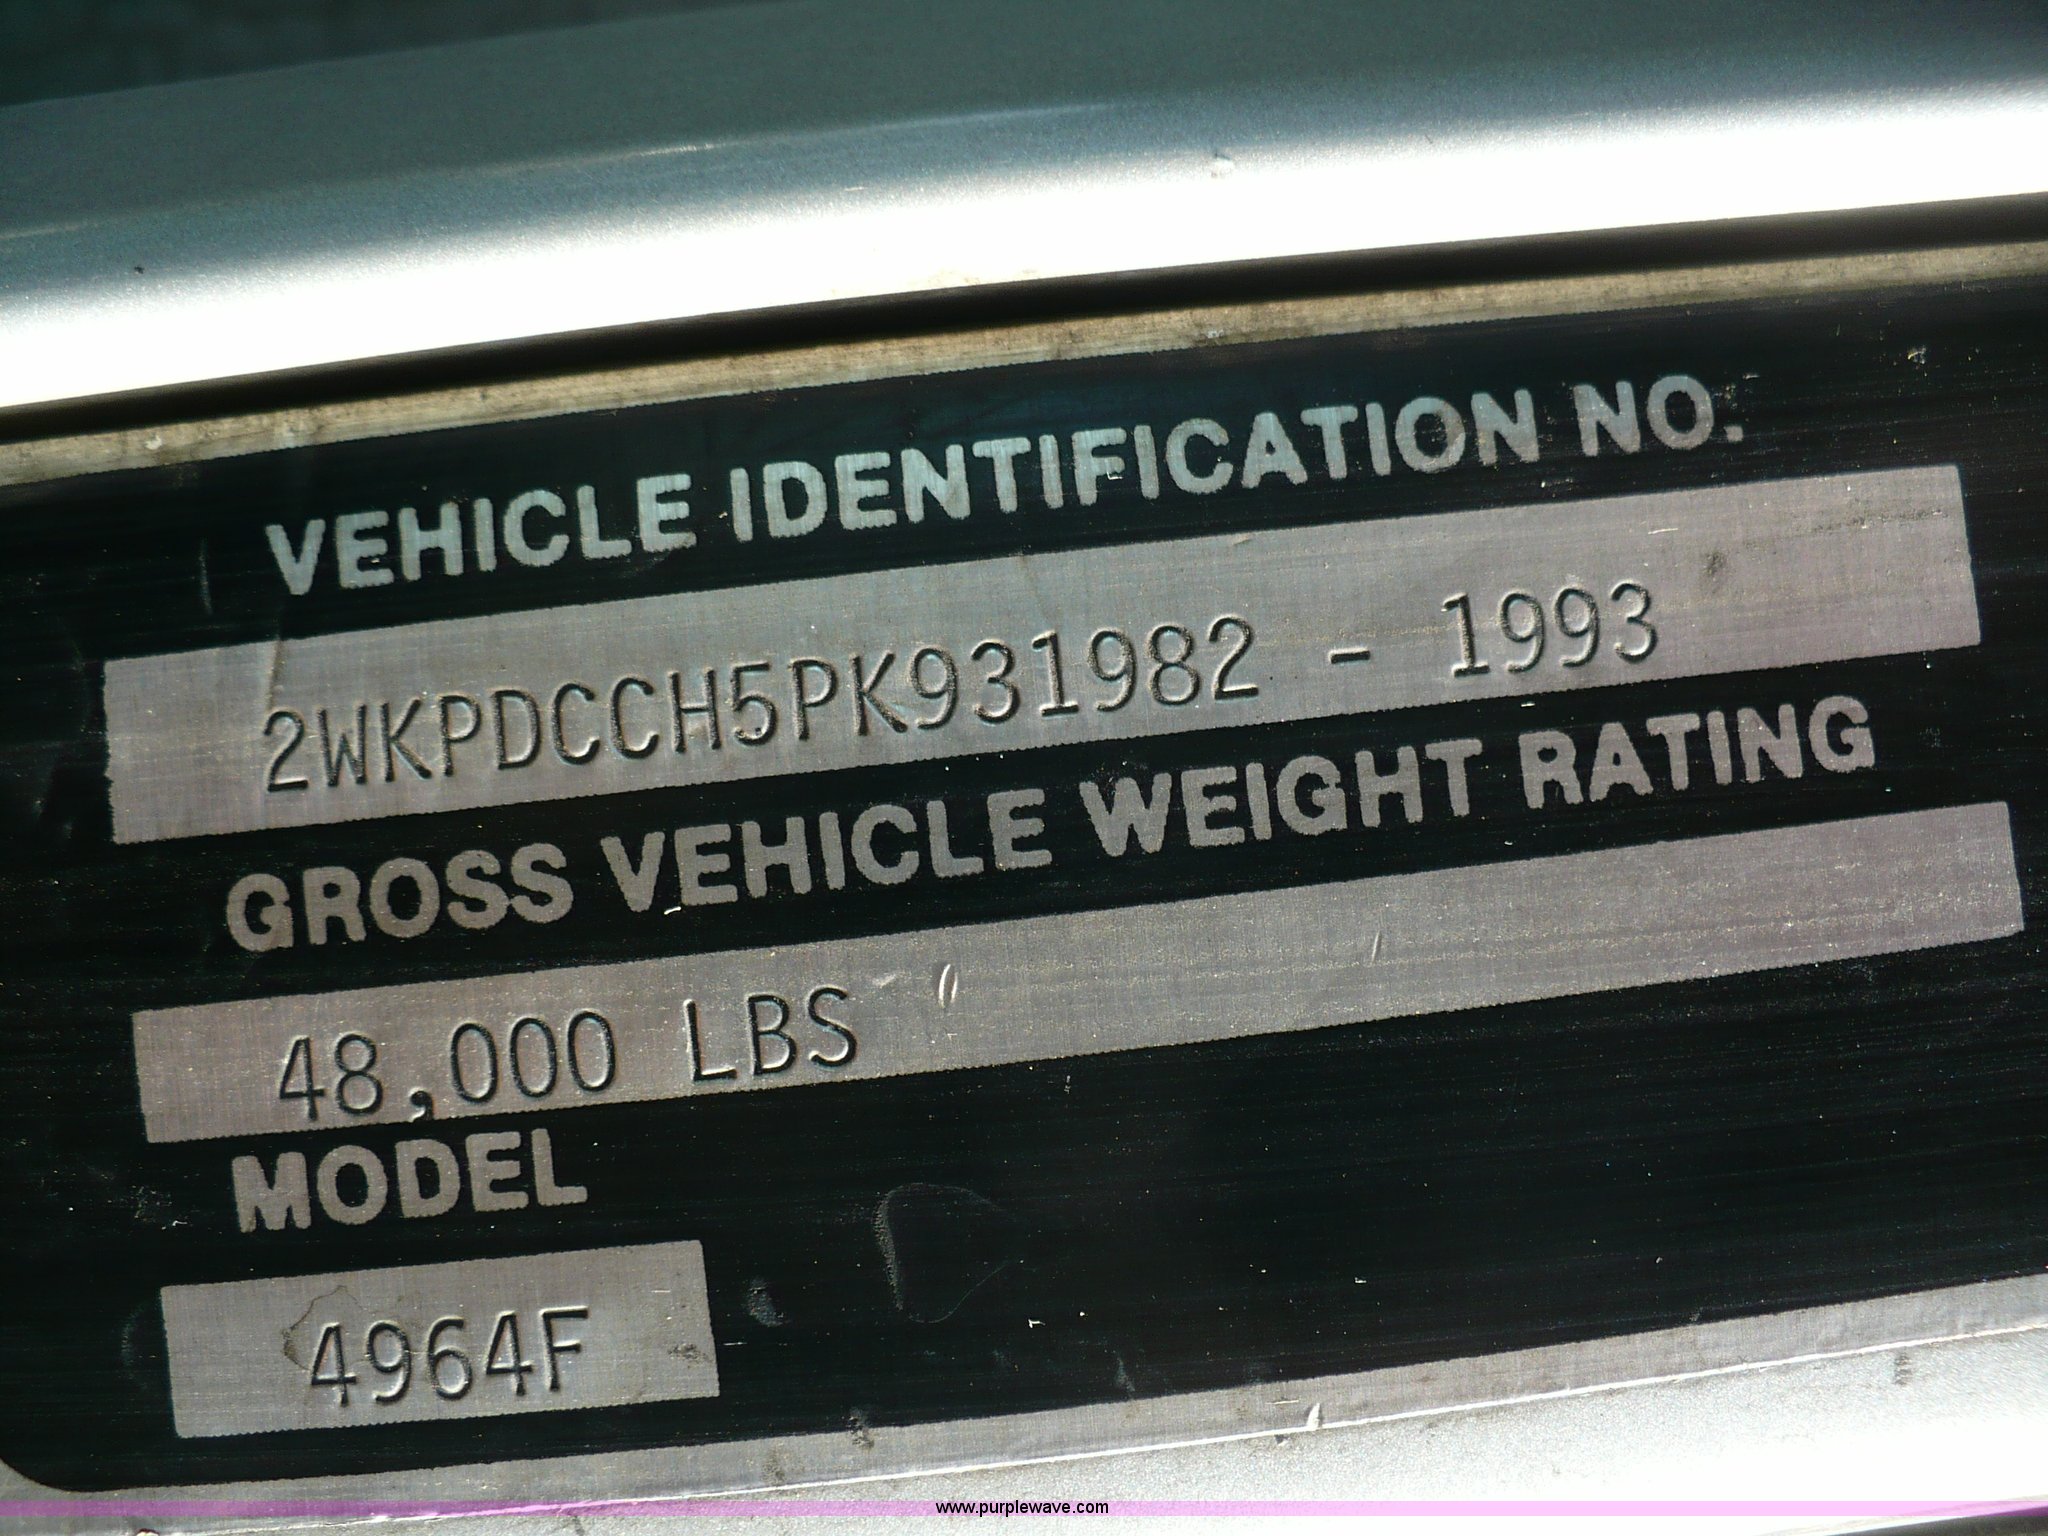 VEHICLE IDENTIFICATION NO.
2WKPDCCH5PK931982 - 1993
GROSS VEHICLE WEIGHT RATING
48,000 LBS
MODEL
4964F
www.purplewave.com